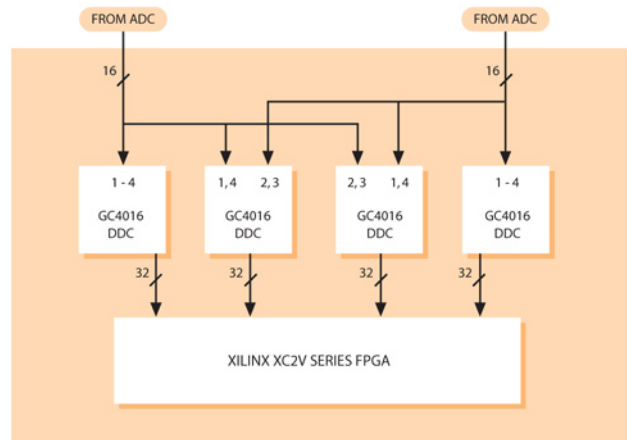 FROM ADC
FROM ADC
16
16
1 - 4
GC4016
DDC
1, 4 2, 3
GC4016
DDC
2, 3 1, 4
GC4016
DDC
1 - 4
GC4016
DDC
32
32
32
32
XILINX XC2V SERIES FPGA